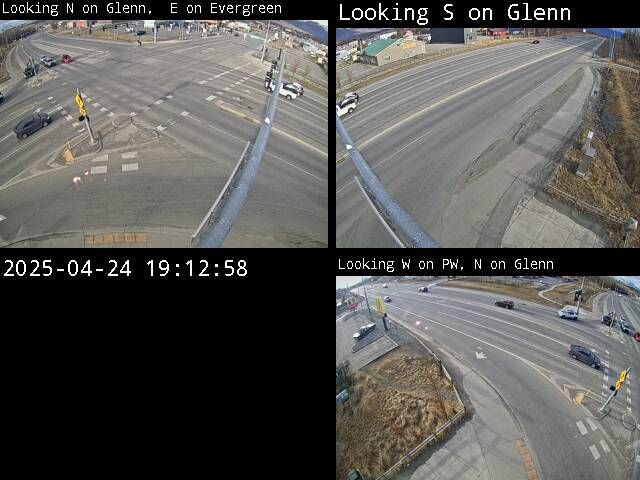 Looking N on Glenn,  E on Evergreen
Looking S on Glenn
2025-04-24 19:12:58
Looking W on PW, N on Glenn